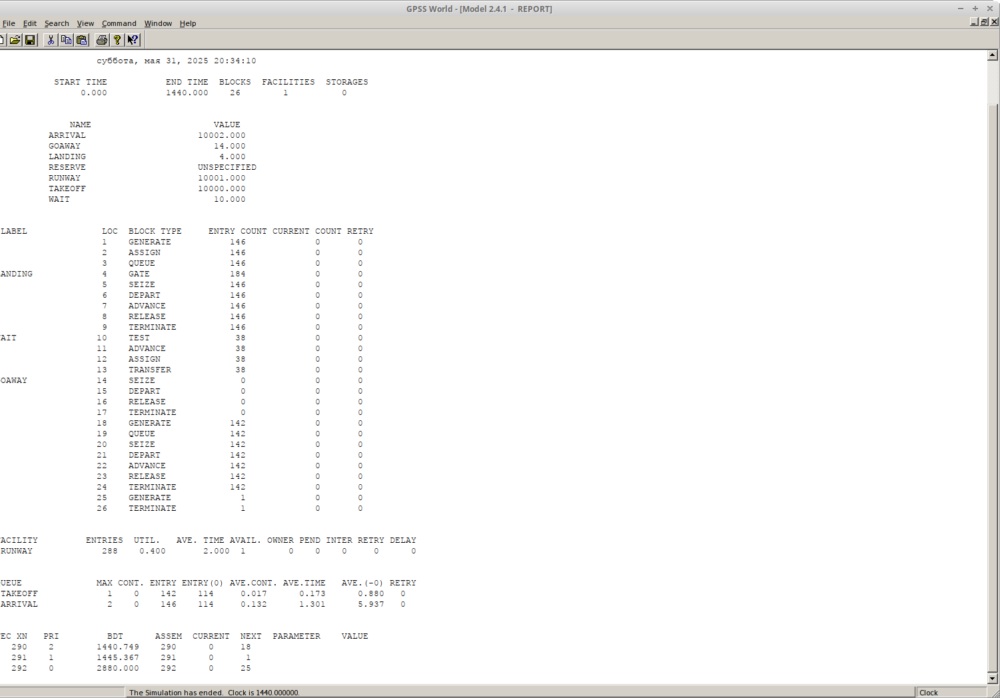 GPSS World - [Model 2.4.1 - REPORT]
File Edit Search View Command Window Help
суббота, мая 31, 2025 20:34:10
START TIME END TIME BLOCKS FACILITIES STORAGES
0.000 1440.000 26 1 0
NAME VALUE
ARRIVAL 10002.000
GOAWAY 14.000
LANDING 4.000
RESERVE UNSPECIFIED
RUNWAY 10001.000
TAKEOFF 10000.000
WAIT 10.000
LABEL LOC BLOCK TYPE ENTRY COUNT CURRENT COUNT RETRY
1 GENERATE 146 0 0
2 ASSIGN 146 0 0
3 QUEUE 146 0 0
ANDING 4 GATE 184 0 0
5 SEIZE 146 0 0
6 DEPART 146 0 0
7 ADVANCE 146 0 0
8 RELEASE 146 0 0
9 TERMINATE 146 0 0
AIT 10 TEST 38 0 0
11 ADVANCE 38 0 0
12 ASSIGN 38 0 0
13 TRANSFER 38 0 0
OAWAY 14 SEIZE 0 0 0
15 DEPART 0 0 0
16 RELEASE 0 0 0
17 TERMINATE 0 0 0
18 GENERATE 142 0 0
19 QUEUE 142 0 0
20 SEIZE 142 0 0
21 DEPART 142 0 0
22 ADVANCE 142 0 0
23 RELEASE 142 0 0
24 TERMINATE 142 0 0
25 GENERATE 1 0 0
26 TERMINATE 1 0 0
ACILITY ENTRIES UTIL. AVE. TIME AVAIL. OWNER PEND INTER RETRY DELAY
RUNWAY 288 0.400 2.000 1 0 0 0 0 0
UEUE MAX CONT. ENTRY ENTRY(0) AVE.CONT. AVE.TIME AVE.(-0) RETRY
TAKEOFF 1 0 142 114 0.017 0.173 0.880 0
ARRIVAL 2 0 146 114 0.132 1.301 5.937 0
EC XN PRI BDT ASSEM CURRENT NEXT PARAMETER VALUE
290 2 1440.749 290 0 18
291 1 1445.367 291 0 1
292 0 2880.000 292 0 25
The Simulation has ended. Clock is 1440.000000. Clock